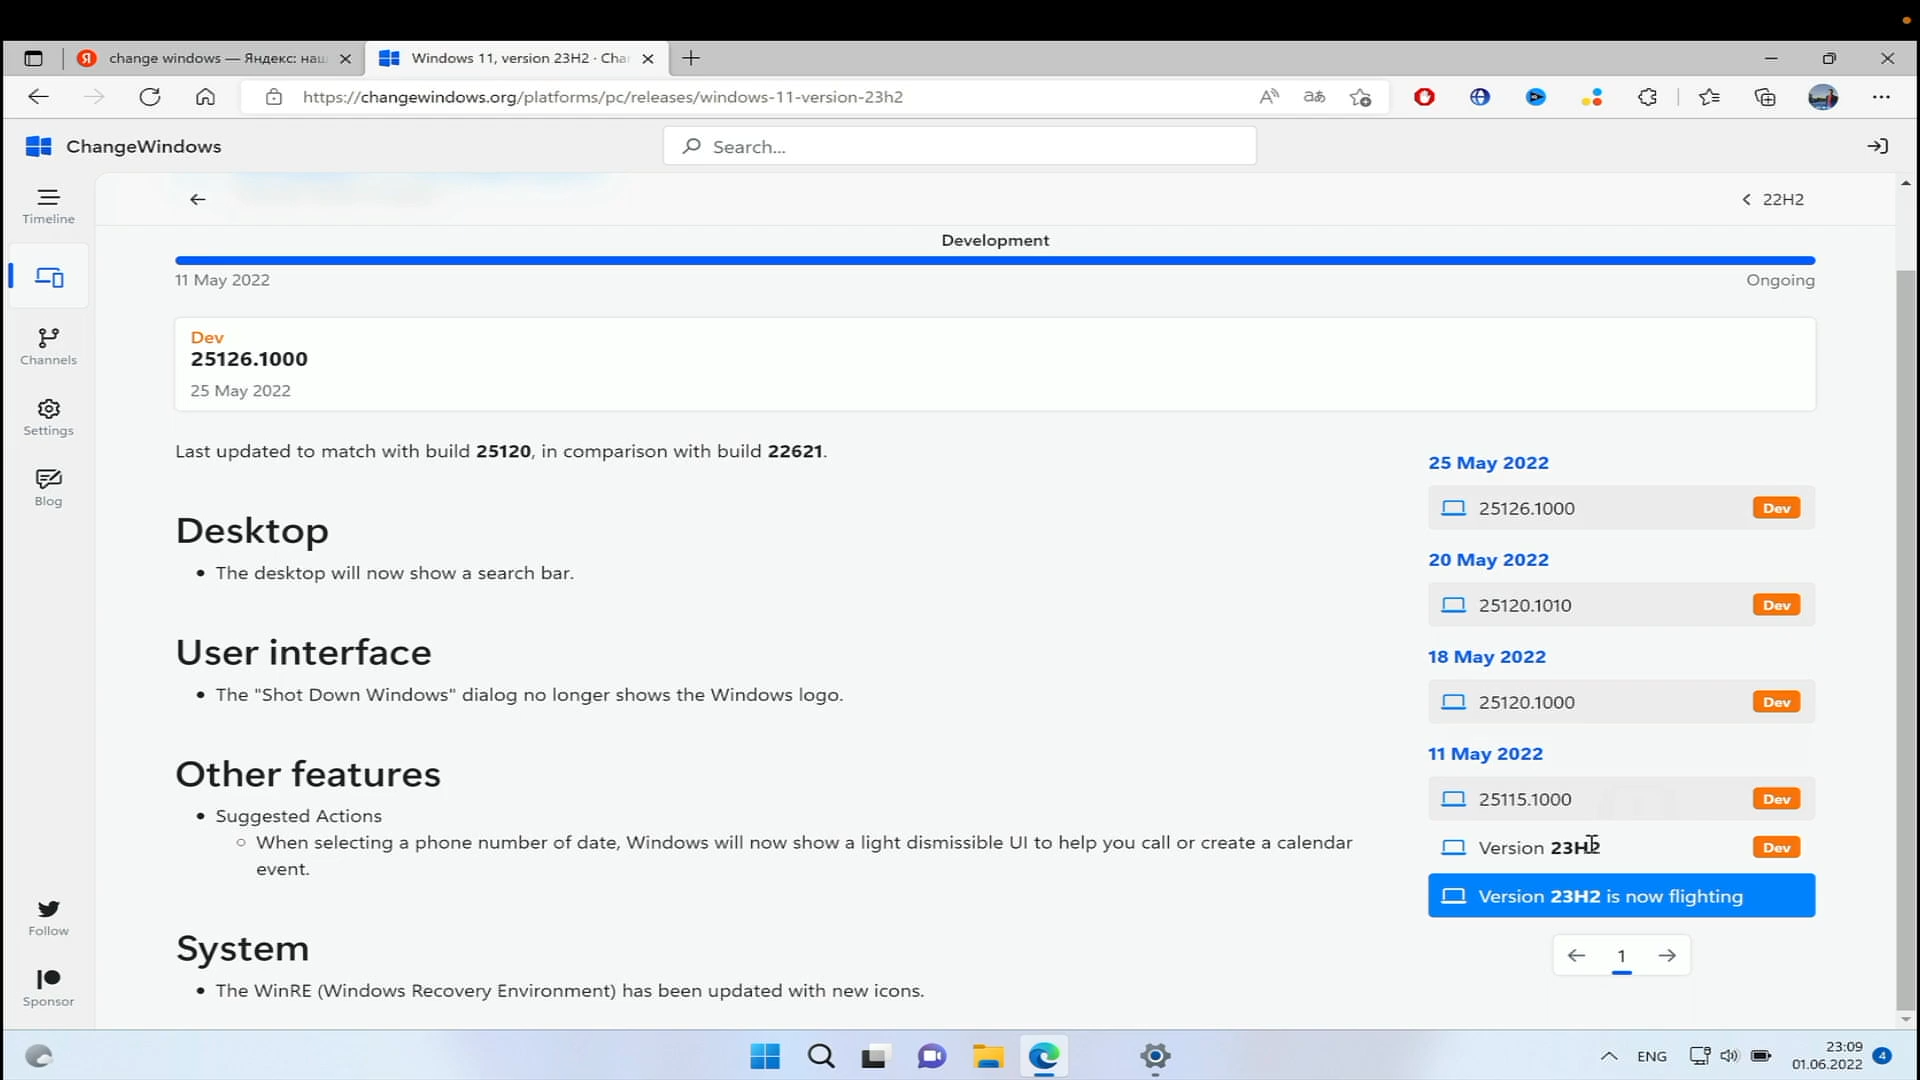 change windows — Яндекс: наш
Windows 11, version 23H2 · Cha
https://changewindows.org/platforms/pc/releases/windows-11-version-23h2
ChangeWindows
Search...
Timeline
Channels
Settings
Blog
Follow
Sponsor
22H2
Development
11 May 2022
Ongoing
Dev
25126.1000
25 May 2022
Last updated to match with build 25120, in comparison with build 22621.
Desktop
• The desktop will now show a search bar.
User interface
• The "Shot Down Windows" dialog no longer shows the Windows logo.
Other features
• Suggested Actions
○ When selecting a phone number of date, Windows will now show a light dismissible UI to help you call or create a calendar
event.
System
• The WinRE (Windows Recovery Environment) has been updated with new icons.
25 May 2022
25126.1000 Dev
20 May 2022
25120.1010 Dev
18 May 2022
25120.1000 Dev
11 May 2022
25115.1000 Dev
Version 23H2 Dev
Version 23H2 is now flighting
1
ENG
23:09
01.06.2022
4